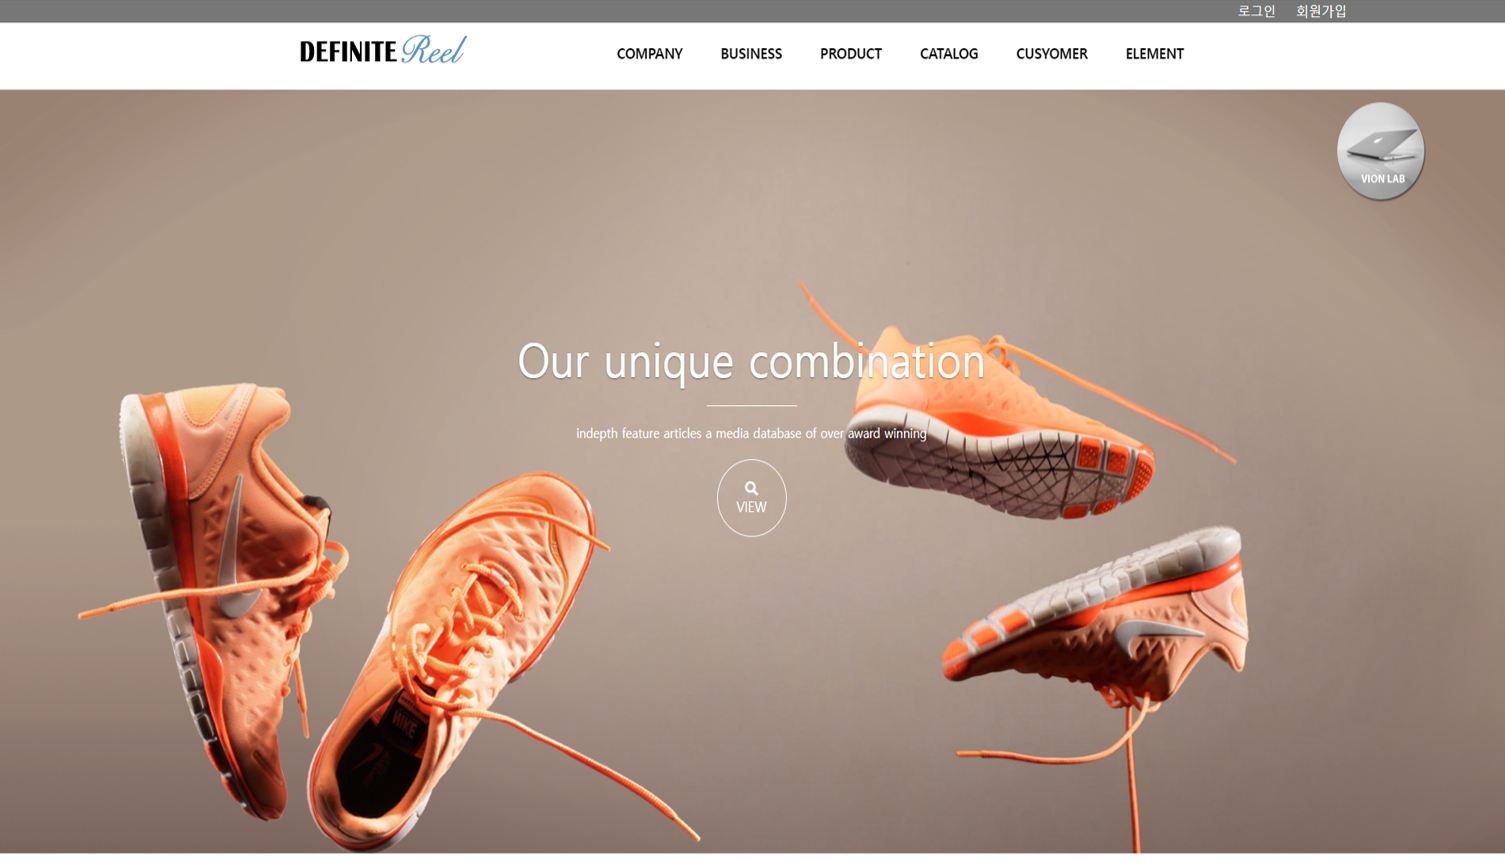 로그인 회원가입
DEFINITE Reel
COMPANY BUSINESS PRODUCT CATALOG CUSYOMER ELEMENT
VION LAB
Our unique combination
indepth feature articles a media database of over award winning
VIEW
NIKE